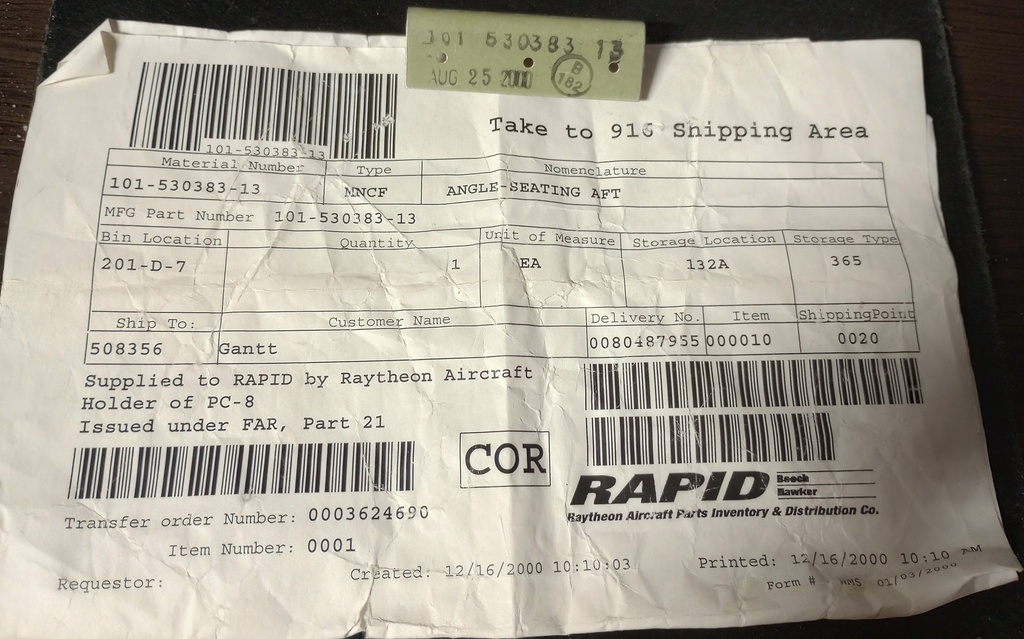 101 530383 13
AUG 25 2000
B
182
Take to 916 Shipping Area
101-530383-13
Material Number Type Nomenclature
101-530383-13 MNCF ANGLE-SEATING AFT
MFG Part Number 101-530383-13
Bin Location Quantity Unit of Measure Storage Location Storage Type
201-D-7 1 EA 132A 365
Ship To: Customer Name Delivery No. Item ShippingPoint
508356 Gantt 0080487955 000010 0020
Supplied to RAPID by Raytheon Aircraft
Holder of PC-8
Issued under FAR, Part 21
COR
RAPID Beech
Hawker
Raytheon Aircraft Parts Inventory & Distribution Co.
Transfer order Number: 0003624690
Item Number: 0001
Requestor:
Created: 12/16/2000 10:10:03
Printed: 12/16/2000 10:10 AM
Form # WMS 01/03/2000